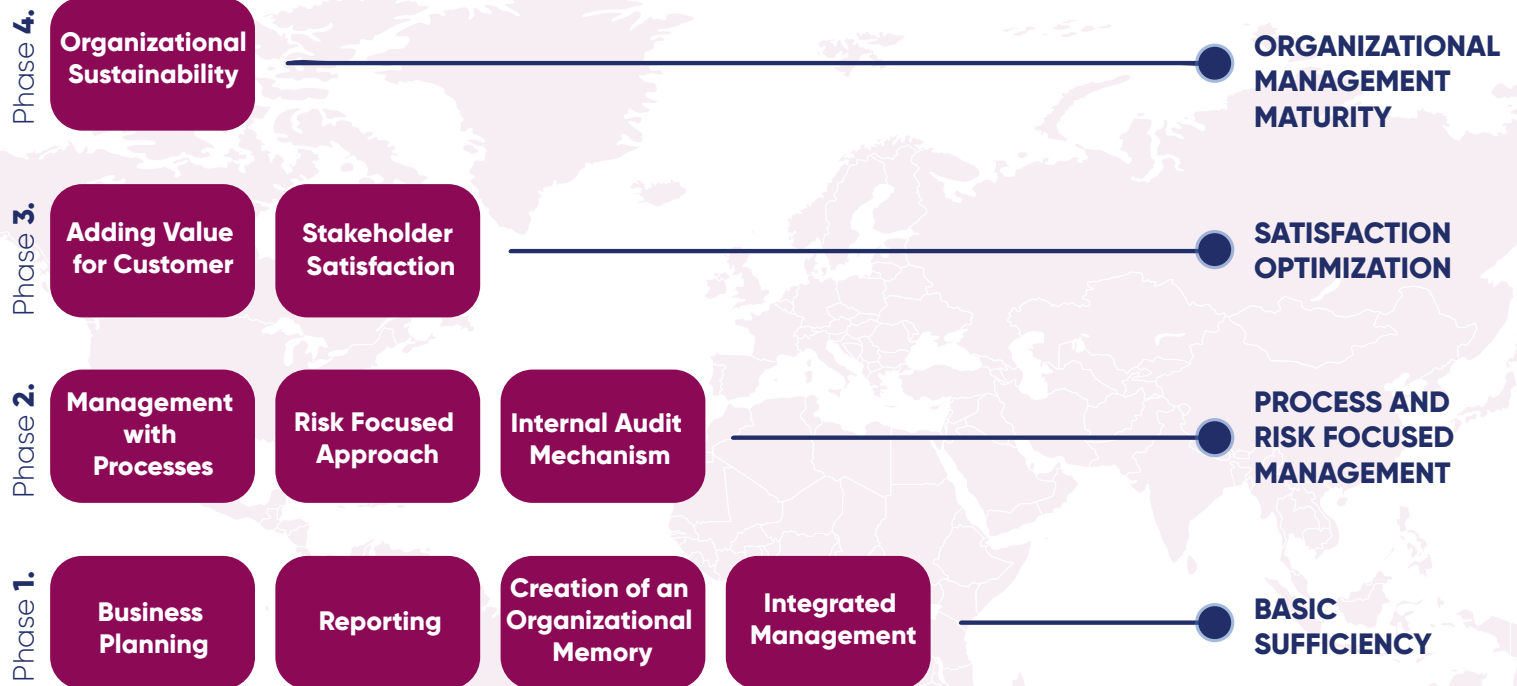 Phase 4.
Organizational
Sustainability
ORGANIZATIONAL
MANAGEMENT
MATURITY
Phase 3.
Adding Value
for Customer
Stakeholder
Satisfaction
SATISFACTION
OPTIMIZATION
Phase 2.
Management
with
Processes
Risk Focused
Approach
Internal Audit
Mechanism
PROCESS AND
RISK FOCUSED
MANAGEMENT
Phase 1.
Business
Planning
Reporting
Creation of an
Organizational
Memory
Integrated
Management
BASIC
SUFFICIENCY